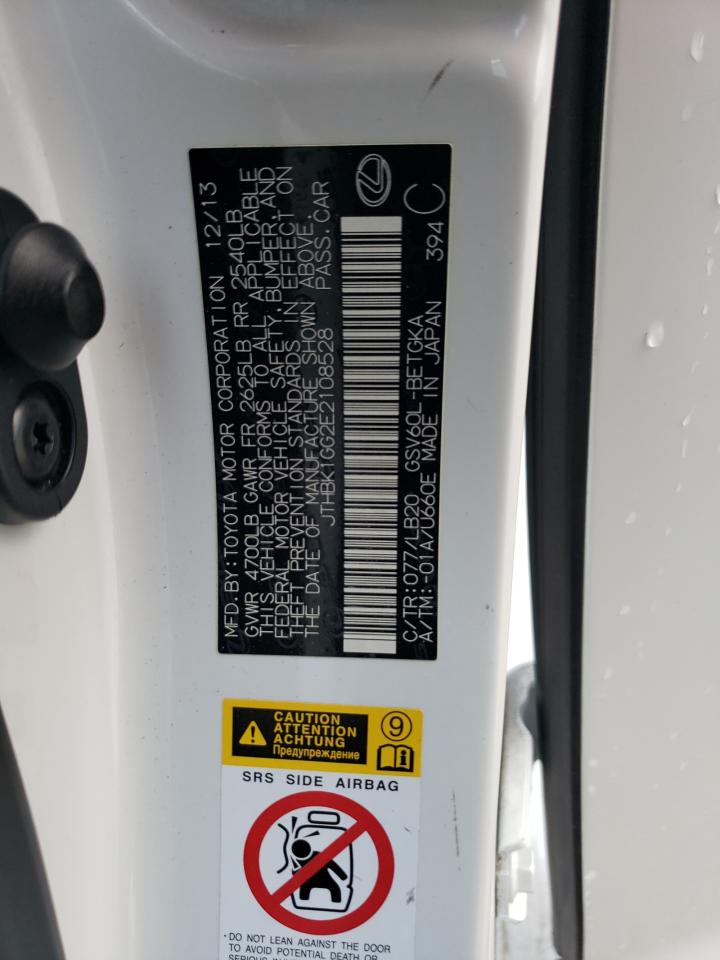 MFD. BY: TOYOTA MOTOR CORPORATION 12/13
GVWR 4700LB GAWR FR 2625LB RR 2540LB
THIS VEHICLE CONFORMS TO ALL APPLICABLE
FEDERAL MOTOR VEHICLE SAFETY, BUMPER, AND
THEFT PREVENTION STANDARDS IN EFFECT ON
THE DATE OF MANUFACTURE SHOWN ABOVE.
JTHBK1GG2E2108528 PASS. CAR
C/TR: 077/LB20 GSV60L-BETGKA 394 C
A/TM: -01A/U660E MADE IN JAPAN
CAUTION
ATTENTION
ACHTUNG
Предупреждение
9
SRS SIDE AIRBAG
· DO NOT LEAN AGAINST THE DOOR
TO AVOID POTENTIAL DEATH OR
SERIOUS